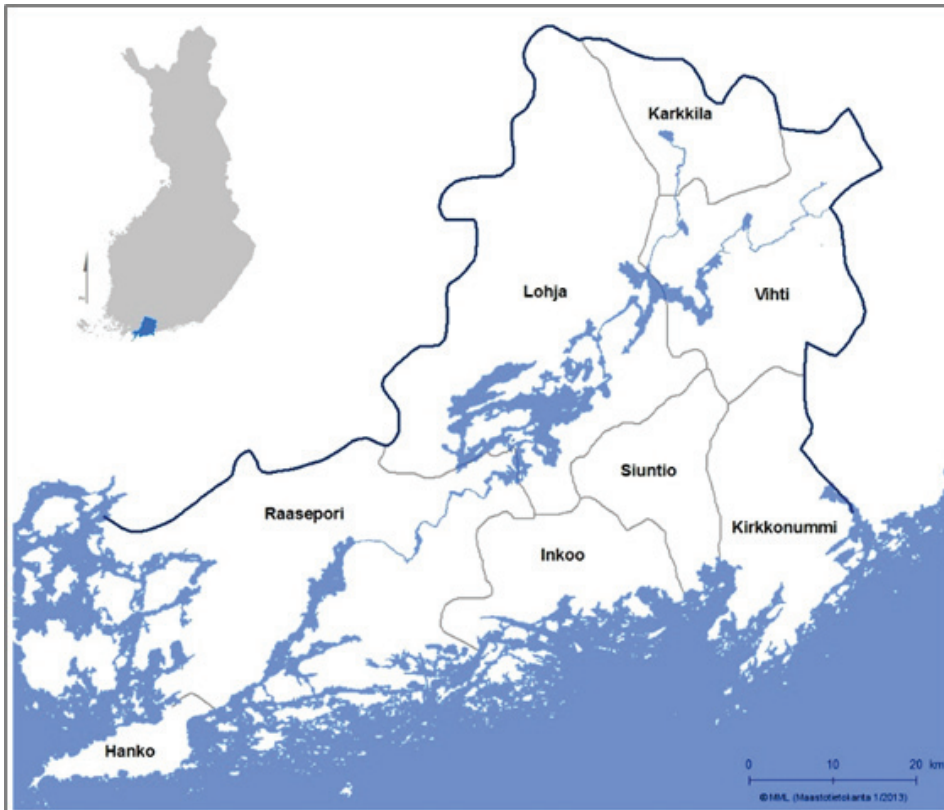 Karkkila
Lohja
Vihti
Siuntio
Raasepori
Kirkkonummi
Inkoo
Hanko
0 10 20 km
©MML (Maastotietokanta 1/2013)